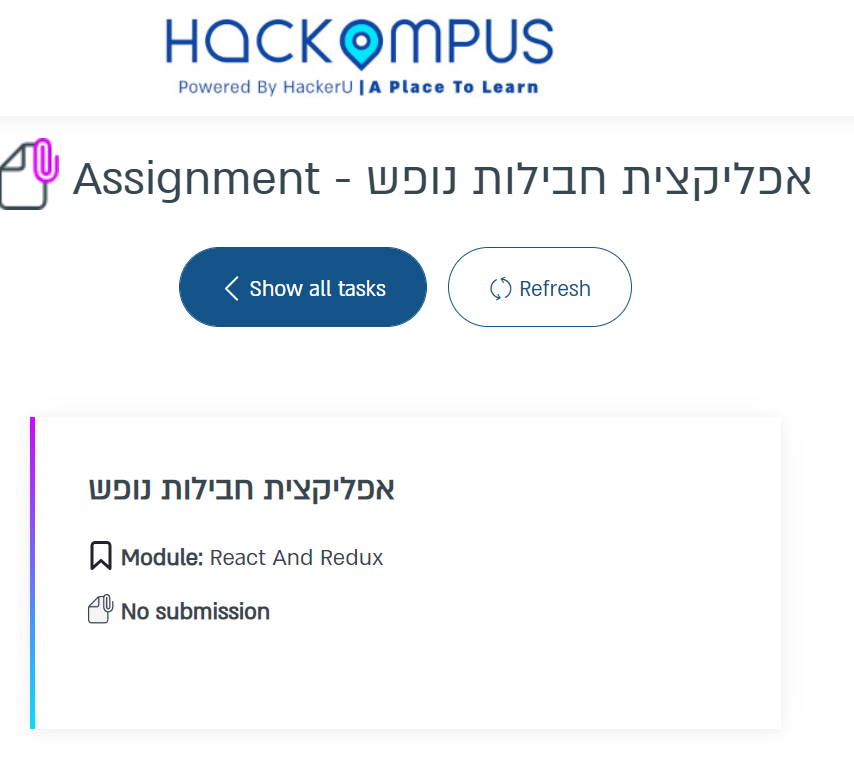 HACKOMPUS
Powered By HackerU | A Place To Learn
Assignment - אפליקצית חבילות נופש
Show all tasks
Refresh
אפליקצית חבילות נופש
Module: React And Redux
No submission